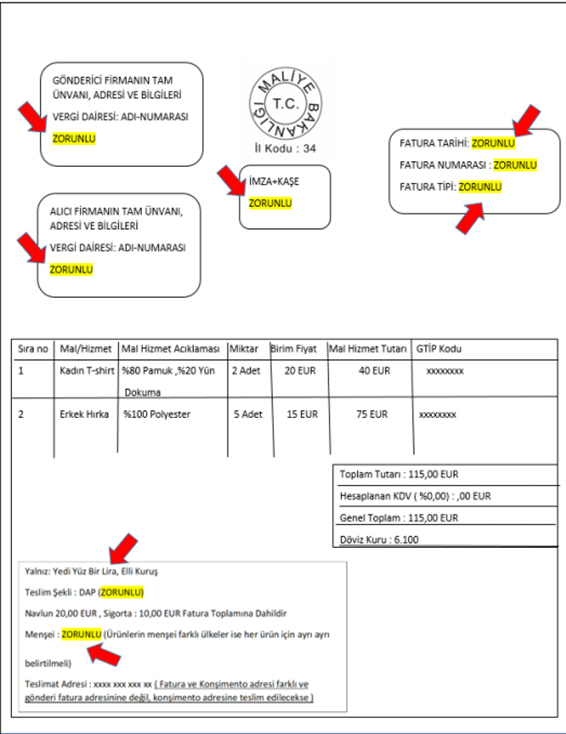 GÖNDERİCİ FİRMANIN TAM
ÜNVANI, ADRESİ VE BİLGİLERİ
VERGİ DAİRESİ: ADI-NUMARASI
ZORUNLU
MALİYE BAKANLIĞI
T.C.
İl Kodu : 34
İMZA+KAŞE
ZORUNLU
FATURA TARİHİ: ZORUNLU
FATURA NUMARASI : ZORUNLU
FATURA TİPİ: ZORUNLU
ALICI FİRMANIN TAM ÜNVANI,
ADRESİ VE BİLGİLERİ
VERGİ DAİRESİ: ADI-NUMARASI
ZORUNLU
Sıra no Mal/Hizmet Mal Hizmet Acıklaması Miktar Birim Fiyat Mal Hizmet Tutarı GTİP Kodu
1 Kadın T-shirt %80 Pamuk ,%20 Yün 2 Adet 20 EUR 40 EUR xxxxxxxx
Dokuma
2 Erkek Hırka %100 Polyester 5 Adet 15 EUR 75 EUR xxxxxxxx
Toplam Tutarı : 115,00 EUR
Hesaplanan KDV ( %0,00) : ,00 EUR
Genel Toplam : 115,00 EUR
Döviz Kuru : 6.100
Yalnız: Yedi Yüz Bir Lira, Elli Kuruş
Teslim Şekli : DAP (ZORUNLU)
Navlun 20,00 EUR , Sigorta : 10,00 EUR Fatura Toplamına Dahildir
Menşei : ZORUNLU (Ürünlerin menşei farklı ülkeler ise her ürün için ayrı ayrı
belirtilmeli)
Teslimat Adresi : xxxx xxx xxx xx ( Fatura ve Konşimento adresi farklı ve
gönderi fatura adresinine değil, konşimento adresine teslim edilecekse )